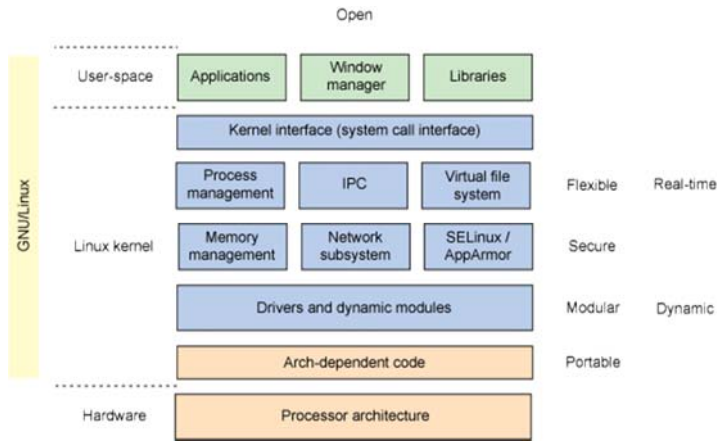 Open
User-space
Applications
Window
manager
Libraries
Kernel interface (system call interface)
GNU/Linux
Linux kernel
Process
management
IPC
Virtual file
system
Flexible
Real-time
Memory
management
Network
subsystem
SELinux /
AppArmor
Secure
Drivers and dynamic modules
Modular
Dynamic
Arch-dependent code
Portable
Hardware
Processor architecture